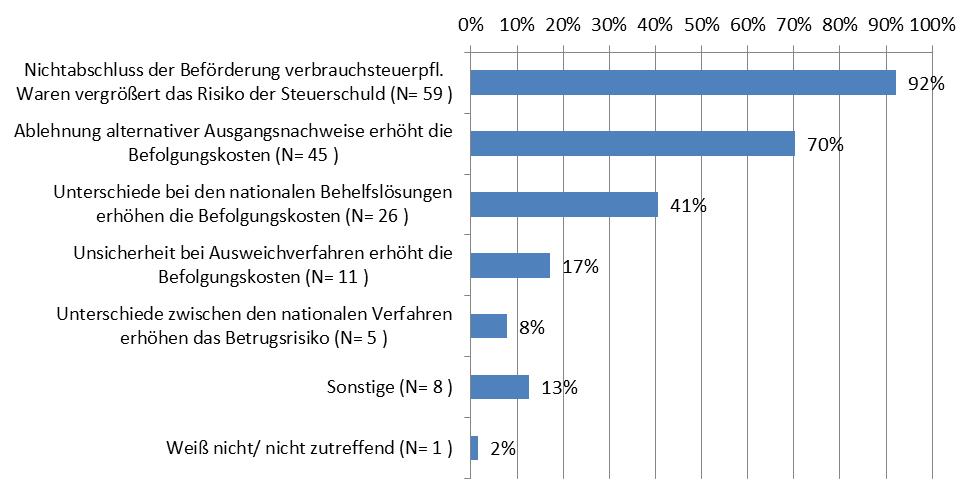 0% 10% 20% 30% 40% 50% 60% 70% 80% 90% 100%
Nichtabschluss der Beförderung verbrauchsteuerpfl.
Waren vergrößert das Risiko der Steuerschuld (N= 59 )
92%
Ablehnung alternativer Ausgangsnachweise erhöht die
Befolgungskosten (N= 45 )
70%
Unterschiede bei den nationalen Behelfslösungen
erhöhen die Befolgungskosten (N= 26 )
41%
Unsicherheit bei Ausweichverfahren erhöht die
Befolgungskosten (N= 11 )
17%
Unterschiede zwischen den nationalen Verfahren
erhöhen das Betrugsrisiko (N= 5 )
8%
Sonstige (N= 8 )
13%
Weiß nicht/ nicht zutreffend (N= 1 )
2%